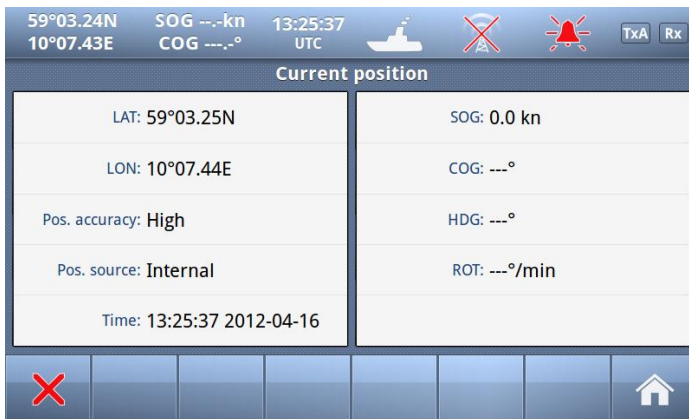 59°03.24N SOG --.-kn 13:25:37
10°07.43E COG ---.-° UTC TxA Rx
Current position
LAT: 59°03.25N
LON: 10°07.44E
Pos. accuracy: High
Pos. source: Internal
Time: 13:25:37 2012-04-16
SOG: 0.0 kn
COG: ---°
HDG: ---°
ROT: ---°/min